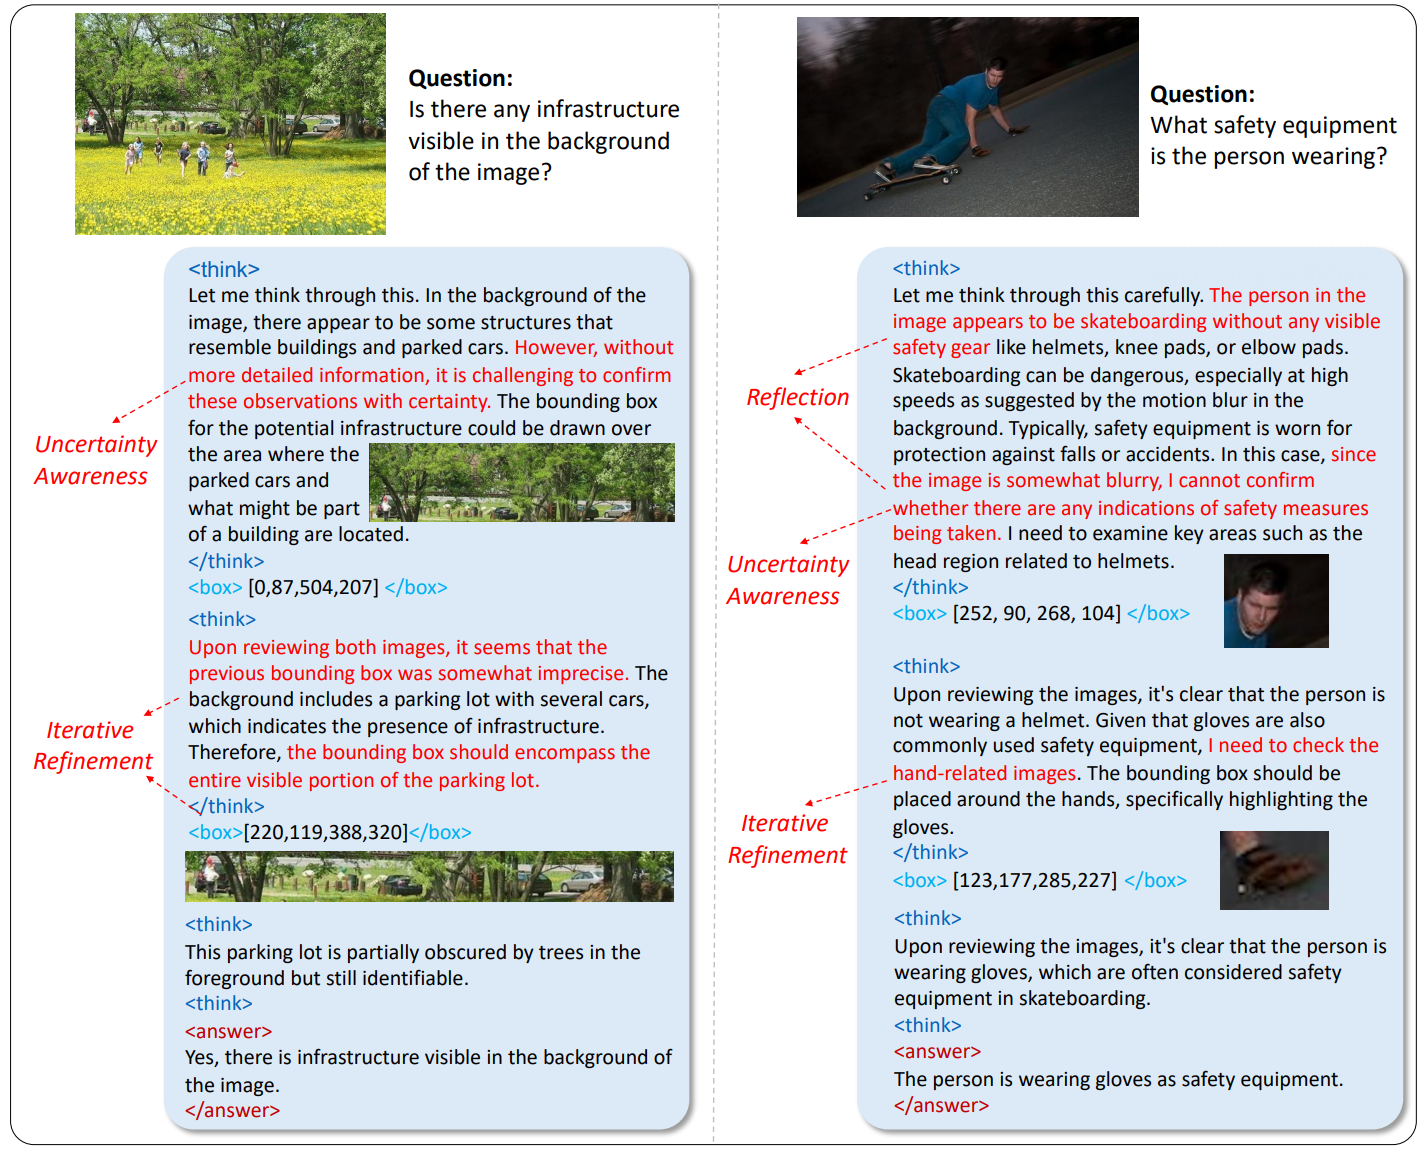 Question:
Is there any infrastructure
visible in the background
of the image?
<think>
Let me think through this. In the background of the
image, there appear to be some structures that
resemble buildings and parked cars. However, without
more detailed information, it is challenging to confirm
these observations with certainty. The bounding box
for the potential infrastructure could be drawn over
the area where the
parked cars and
what might be part
of a building are located.
</think>
<box> [0,87,504,207] </box>
<think>
Upon reviewing both images, it seems that the
previous bounding box was somewhat imprecise. The
background includes a parking lot with several cars,
which indicates the presence of infrastructure.
Therefore, the bounding box should encompass the
entire visible portion of the parking lot.
</think>
<box>[220,119,388,320]</box>
<think>
This parking lot is partially obscured by trees in the
foreground but still identifiable.
<think>
<answer>
Yes, there is infrastructure visible in the background of
the image.
</answer>
Uncertainty
Awareness
Iterative
Refinement
Question:
What safety equipment
is the person wearing?
<think>
Let me think through this carefully. The person in the
image appears to be skateboarding without any visible
safety gear like helmets, knee pads, or elbow pads.
Skateboarding can be dangerous, especially at high
speeds as suggested by the motion blur in the
background. Typically, safety equipment is worn for
protection against falls or accidents. In this case, since
the image is somewhat blurry, I cannot confirm
whether there are any indications of safety measures
being taken. I need to examine key areas such as the
head region related to helmets.
</think>
<box> [252, 90, 268, 104] </box>
<think>
Upon reviewing the images, it's clear that the person is
not wearing a helmet. Given that gloves are also
commonly used safety equipment, I need to check the
hand-related images. The bounding box should be
placed around the hands, specifically highlighting the
gloves.
</think>
<box> [123,177,285,227] </box>
<think>
Upon reviewing the images, it's clear that the person is
wearing gloves, which are often considered safety
equipment in skateboarding.
<think>
<answer>
The person is wearing gloves as safety equipment.
</answer>
Reflection
Uncertainty
Awareness
Iterative
Refinement